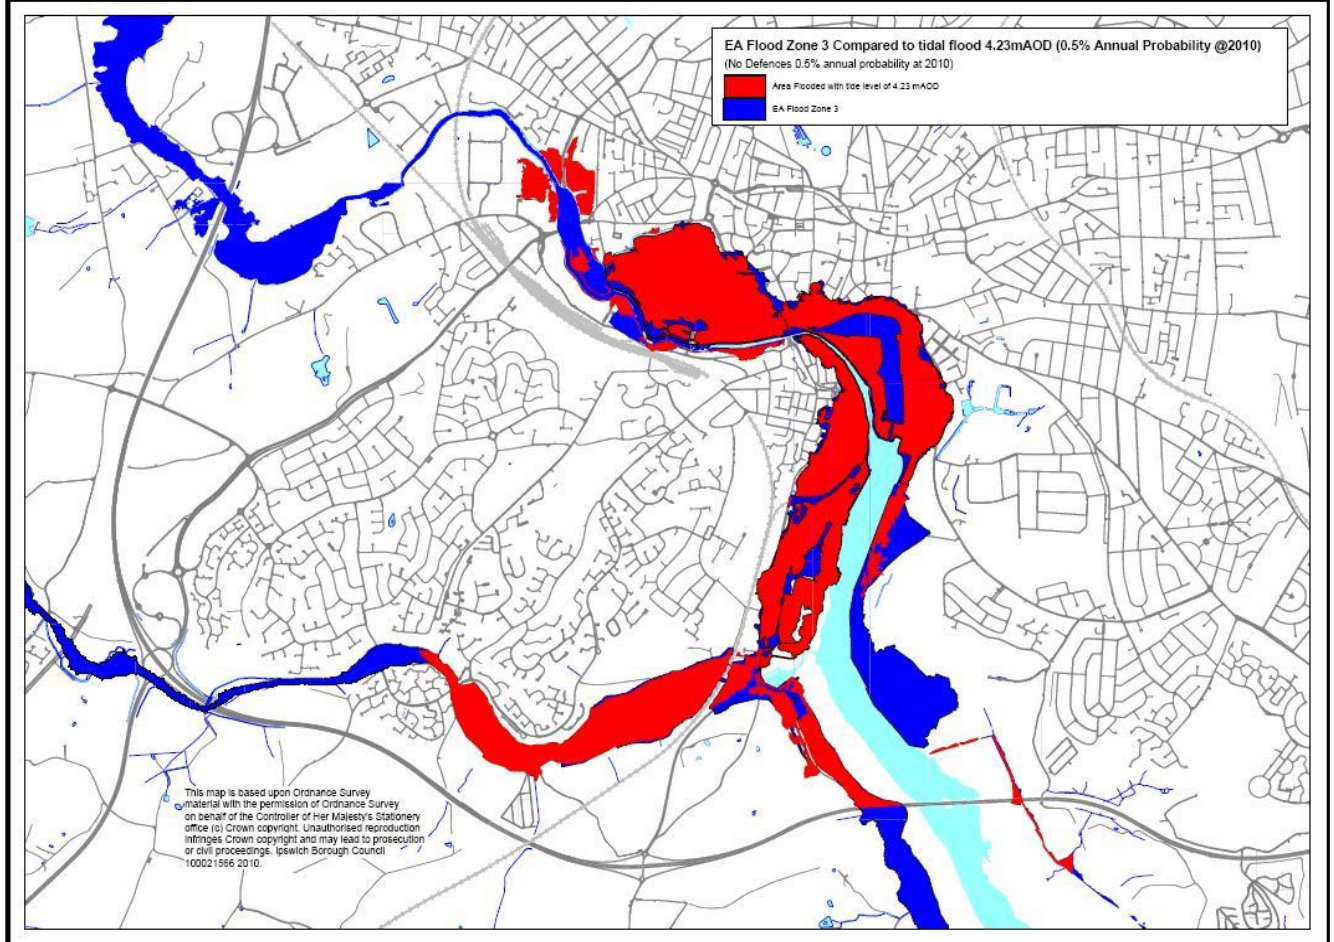 EA Flood Zone 3 Compared to tidal flood 4.23mAOD (0.5% Annual Probability @2010)
(No Defences 0.5% annual probability at 2010)
Area Flooded with tide level of 4.23 mAOD
EA Flood Zone 3
This map is based upon Ordnance Survey
material with the permission of Ordnance Survey
on behalf of the Controller of Her Majesty's Stationery
office (c) Crown copyright. Unauthorised reproduction
infringes Crown copyright and may lead to prosecution
or civil proceedings. Ipswich Borough Council
100021566 2010.